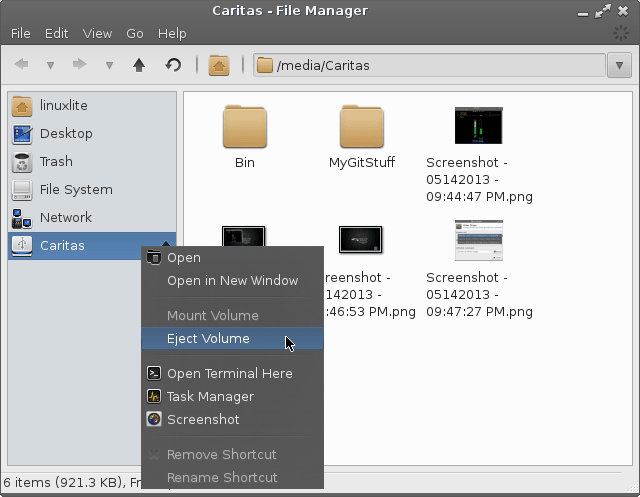 Caritas - File Manager
File Edit View Go Help
/media/Caritas
linuxlite
Desktop
Trash
File System
Network
Caritas
Bin
MyGitStuff
Screenshot -
05142013 -
09:44:47 PM.png
reenshot -
142013 -
:46:53 PM.png
Screenshot -
05142013 -
09:47:27 PM.png
Open
Open in New Window
Mount Volume
Eject Volume
Open Terminal Here
Task Manager
Screenshot
Remove Shortcut
Rename Shortcut
6 items (921.3 KB),